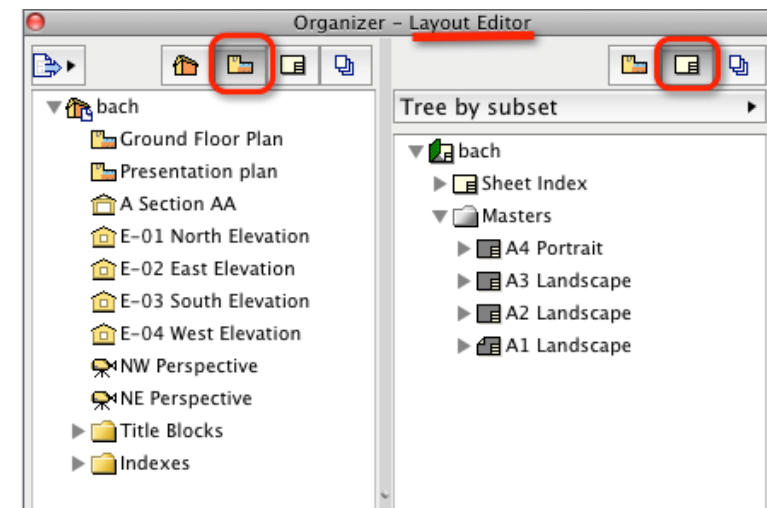 Organizer – Layout Editor
bach
Ground Floor Plan
Presentation plan
A Section AA
E-01 North Elevation
E-02 East Elevation
E-03 South Elevation
E-04 West Elevation
NW Perspective
NE Perspective
Title Blocks
Indexes
Tree by subset
bach
Sheet Index
Masters
A4 Portrait
A3 Landscape
A2 Landscape
A1 Landscape